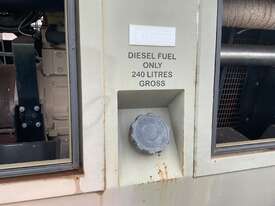 DIESEL FUEL
ONLY
240 LITRES
GROSS